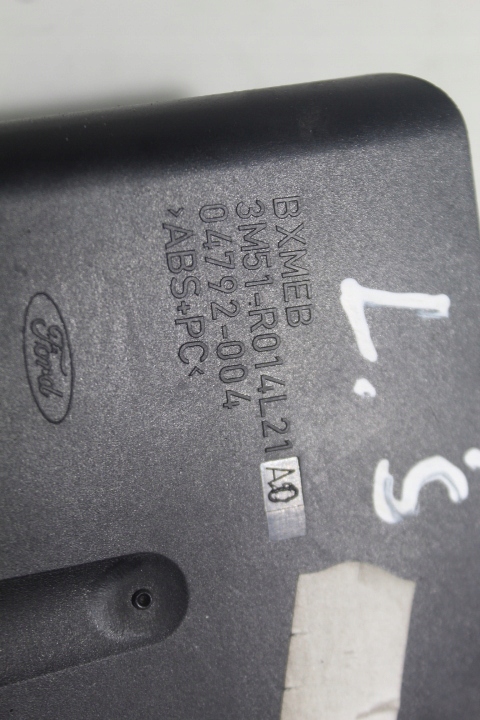 BXMEB
3M51-R014L21 A0
04792-004
>ABS+PC<
Ford
L.